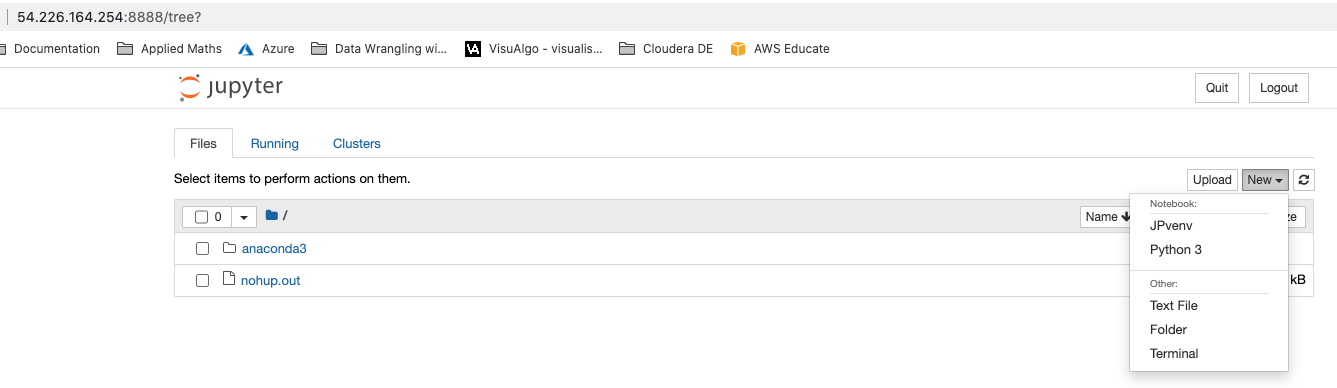 54.226.164.254:8888/tree?
Documentation Applied Maths Azure Data Wrangling wi... VisuAlgo - visualis... Cloudera DE AWS Educate
jupyter Quit Logout
Files Running Clusters
Select items to perform actions on them. Upload New
Notebook:
0 / Name ze
JPvenv
anaconda3 Python 3
nohup.out kB
Other:
Text File
Folder
Terminal